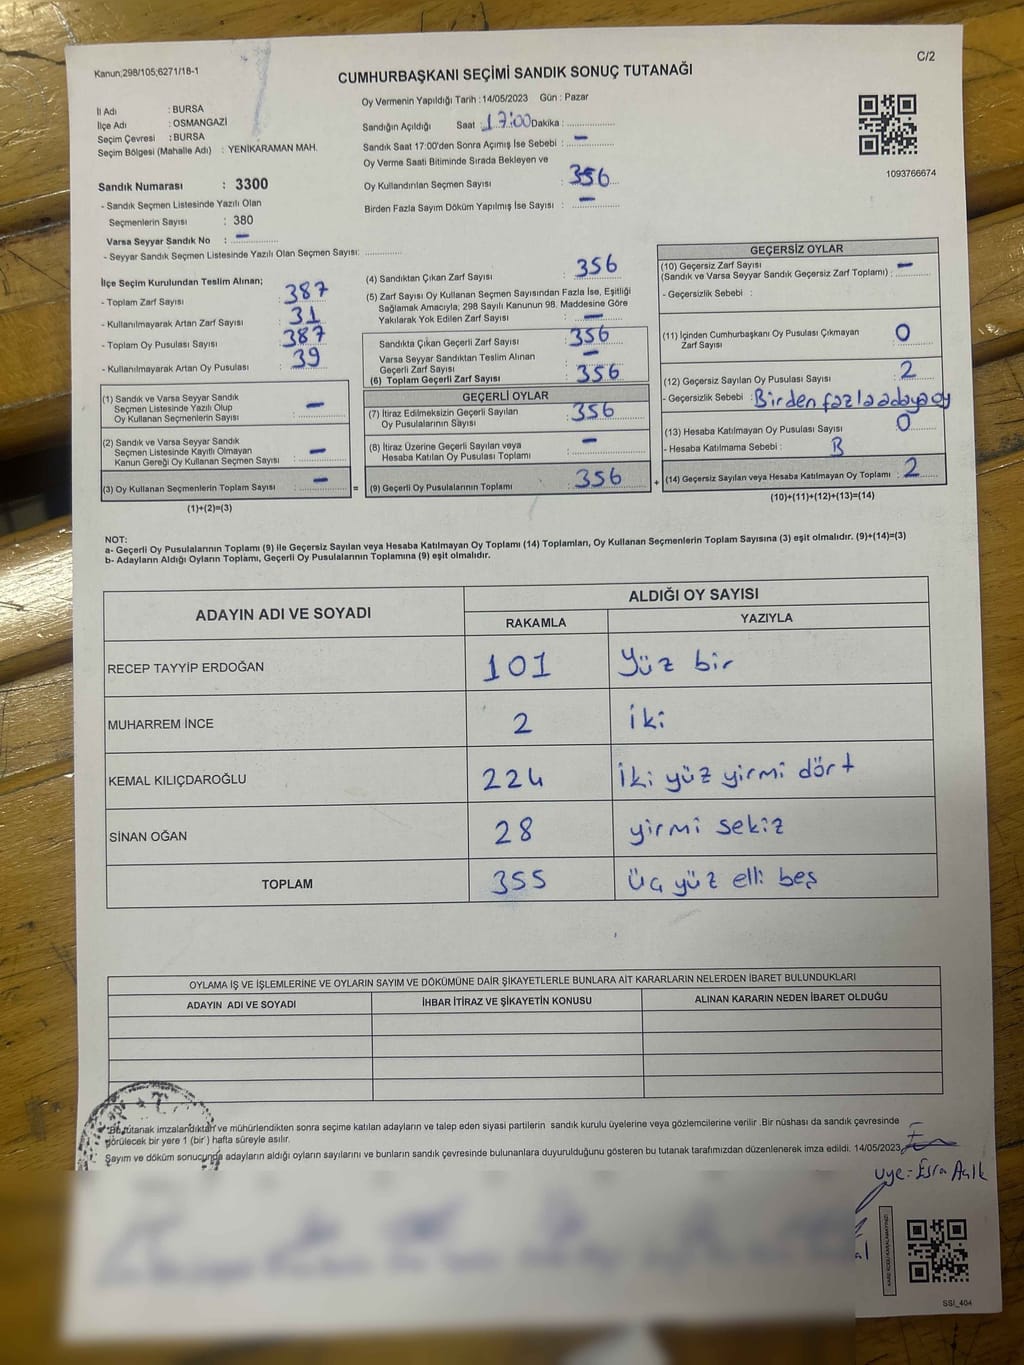 Kanun;298/105;6271/18-1
C/2
CUMHURBAŞKANI SEÇİMİ SANDIK SONUÇ TUTANAĞI
İl Adı : BURSA
İlçe Adı : OSMANGAZİ
Seçim Çevresi : BURSA
Seçim Bölgesi (Mahalle Adı) : YENİKARAMAN MAH.
Sandık Numarası : 3300
- Sandık Seçmen Listesinde Yazılı Olan
Seçmenlerin Sayısı : 380
Varsa Seyyar Sandık No : –
- Seyyar Sandık Seçmen Listesinde Yazılı Olan Seçmen Sayısı: ................
Oy Vermenin Yapıldığı Tarih : 14/05/2023 Gün : Pazar
Sandığın Açıldığı Saat : 17:00 Dakika : ................
Sandık Saat 17:00'den Sonra Açımış İse Sebebi : –
Oy Verme Saati Bitiminde Sırada Bekleyen ve
Oy Kullandırılan Seçmen Sayısı : 356
Birden Fazla Sayım Döküm Yapılmış İse Sayısı : –
1093766674
İlçe Seçim Kurulundan Teslim Alınan;
- Toplam Zarf Sayısı : 387
- Kullanılmayarak Artan Zarf Sayısı : 31
- Toplam Oy Pusulası Sayısı : 387
- Kullanılmayarak Artan Oy Pusulası : 39
(1) Sandık ve Varsa Seyyar Sandık
Seçmen Listesinde Yazılı Olup
Oy Kullanan Seçmenlerin Sayısı : –
(2) Sandık ve Varsa Seyyar Sandık
Seçmen Listesinde Kayıtlı Olmayan
Kanun Gereği Oy Kullanan Seçmen Sayısı : –
(3) Oy Kullanan Seçmenlerin Toplam Sayısı : –
(1)+(2)=(3)
(4) Sandıktan Çıkan Zarf Sayısı : 356
(5) Zarf Sayısı Oy Kullanan Seçmen Sayısından Fazla İse, Eşitliği
Sağlamak Amacıyla; 298 Sayılı Kanunun 98. Maddesine Göre
Yakılarak Yok Edilen Zarf Sayısı : –
Sandıkta Çıkan Geçerli Zarf Sayısı : 356
Varsa Seyyar Sandıktan Teslim Alınan
Geçerli Zarf Sayısı : –
(6) Toplam Geçerli Zarf Sayısı : 356
GEÇERLİ OYLAR
(7) İtiraz Edilmeksizin Geçerli Sayılan
Oy Pusulalarının Sayısı : 356
(8) İtiraz Üzerine Geçerli Sayılan veya
Hesaba Katılan Oy Pusulası Toplamı : –
= (9) Geçerli Oy Pusulalarının Toplamı : 356
GEÇERSİZ OYLAR
(10) Geçersiz Zarf Sayısı
(Sandık ve Varsa Seyyar Sandık Geçersiz Zarf Toplamı) : –
- Geçersizlik Sebebi :
(11) İçinden Cumhurbaşkanı Oy Pusulası Çıkmayan
Zarf Sayısı 0
(12) Geçersiz Sayılan Oy Pusulası Sayısı 2
- Geçersizlik Sebebi : Birden fazla adaya oy
(13) Hesaba Katılmayan Oy Pusulası Sayısı 0
- Hesaba Katılmama Sebebi : B
+ (14) Geçersiz Sayılan veya Hesaba Katılmayan Oy Toplamı : 2
(10)+(11)+(12)+(13)=(14)
NOT:
a- Geçerli Oy Pusulalarının Toplamı (9) ile Geçersiz Sayılan veya Hesaba Katılmayan Oy Toplamı (14) Toplamları, Oy Kullanan Seçmenlerin Toplam Sayısına (3) eşit olmalıdır. (9)+(14)=(3)
b- Adayların Aldığı Oyların Toplamı, Geçerli Oy Pusulalarının Toplamına (9) eşit olmalıdır.
ADAYIN ADI VE SOYADI
ALDIĞI OY SAYISI
RAKAMLA YAZIYLA
RECEP TAYYİP ERDOĞAN 101 Yüz bir
MUHARREM İNCE 2 iki
KEMAL KILIÇDAROĞLU 224 iki yüz yirmi dört
SİNAN OĞAN 28 yirmi sekiz
TOPLAM 355 üç yüz elli beş
OYLAMA İŞ VE İŞLEMLERİNE VE OYLARIN SAYIM VE DÖKÜMÜNE DAİR ŞİKAYETLERLE BUNLARA AİT KARARLARIN NELERDEN İBARET BULUNDUKLARI
ADAYIN ADI VE SOYADI İHBAR İTİRAZ VE ŞİKAYETİN KONUSU ALINAN KARARIN NEDEN İBARET OLDUĞU
Bu tutanak imzalandıktan ve mühürlendikten sonra seçime katılan adayların ve talep eden siyasi partilerin sandık kurulu üyelerine veya gözlemcilerine verilir .Bir nüshası da sandık çevresinde
görülecek bir yere 1 (bir ) hafta süreyle asılır.
Sayım ve döküm sonucunda adayların aldığı oyların sayılarını ve bunların sandık çevresinde bulunanlara duyurulduğunu gösteren bu tutanak tarafımızdan düzenlenerek imza edildi. 14/05/2023
üye: Esra Açık
SSİ_404